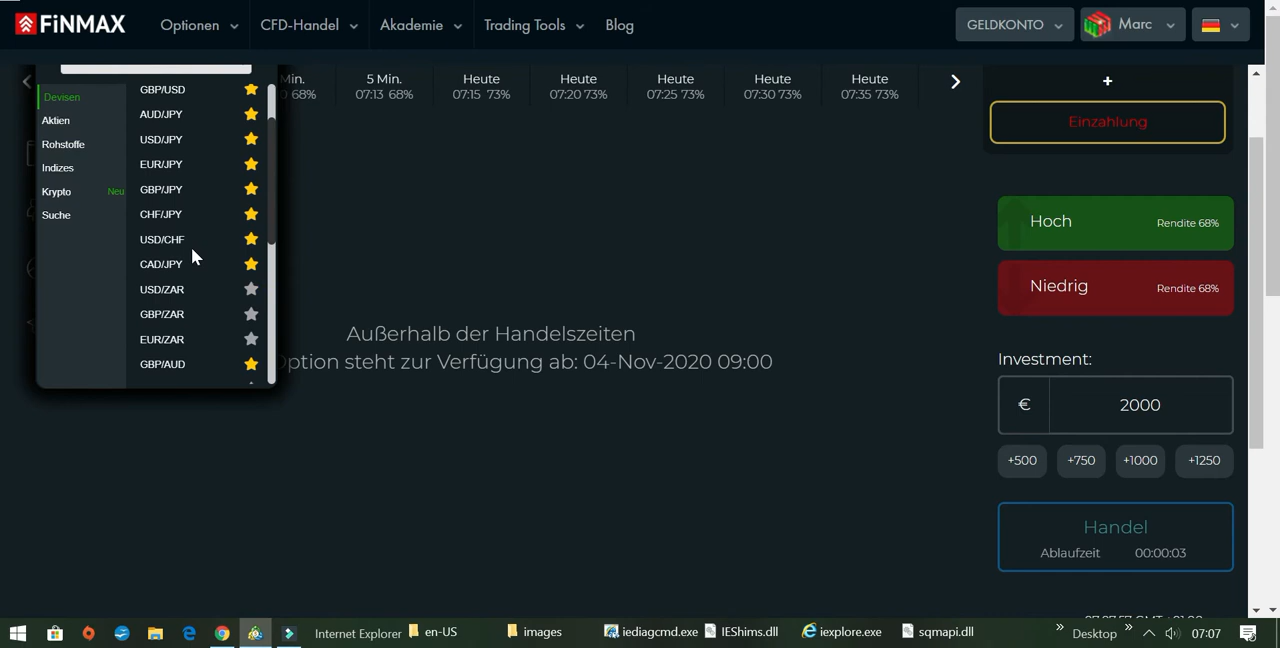 FiNMAX
Optionen
CFD-Handel
Akademie
Trading Tools
Blog
GELDKONTO
Marc
Min.
68%
5 Min.
07:13 68%
Heute
07:15 73%
Heute
07:20 73%
Heute
07:25 73%
Heute
07:30 73%
Heute
07:35 73%
+
Einzahlung
Devisen
Aktien
Rohstoffe
Indizes
Krypto Neu
Suche
GBP/USD
AUD/JPY
USD/JPY
EUR/JPY
GBP/JPY
CHF/JPY
USD/CHF
CAD/JPY
USD/ZAR
GBP/ZAR
EUR/ZAR
GBP/AUD
Außerhalb der Handelszeiten
Option steht zur Verfügung ab: 04-Nov-2020 09:00
Hoch
Rendite 68%
Niedrig
Rendite 68%
Investment:
€ 2000
+500 +750 +1000 +1250
Handel
Ablaufzeit 00:00:03
Internet Explorer
en-US
images
iediagcmd.exe
IEShims.dll
iexplore.exe
sqmapi.dll
Desktop
07:07